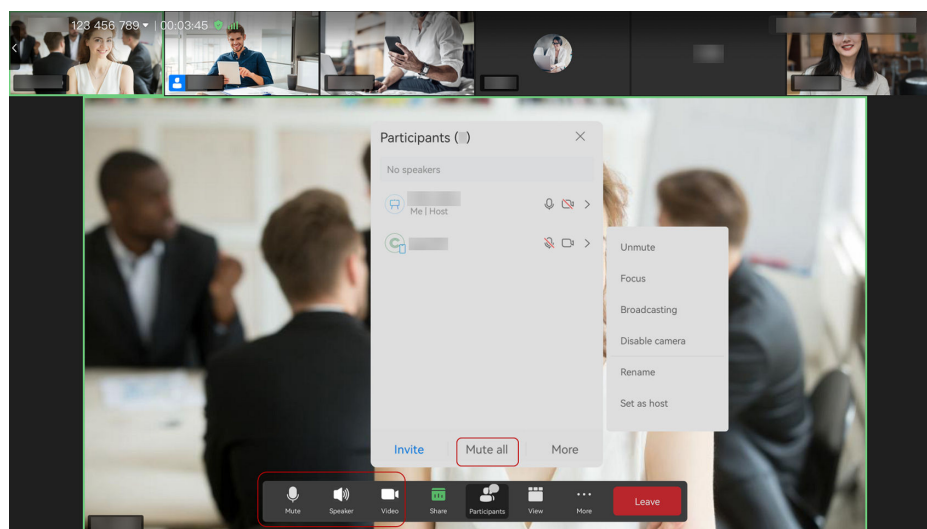 123 456 789 ▾ | 00:03:45
Participants ( )
No speakers
Me | Host
Unmute
Focus
Broadcasting
Disable camera
Rename
Set as host
Invite
Mute all
More
Mute
Speaker
Video
Share
Participants
View
More
Leave